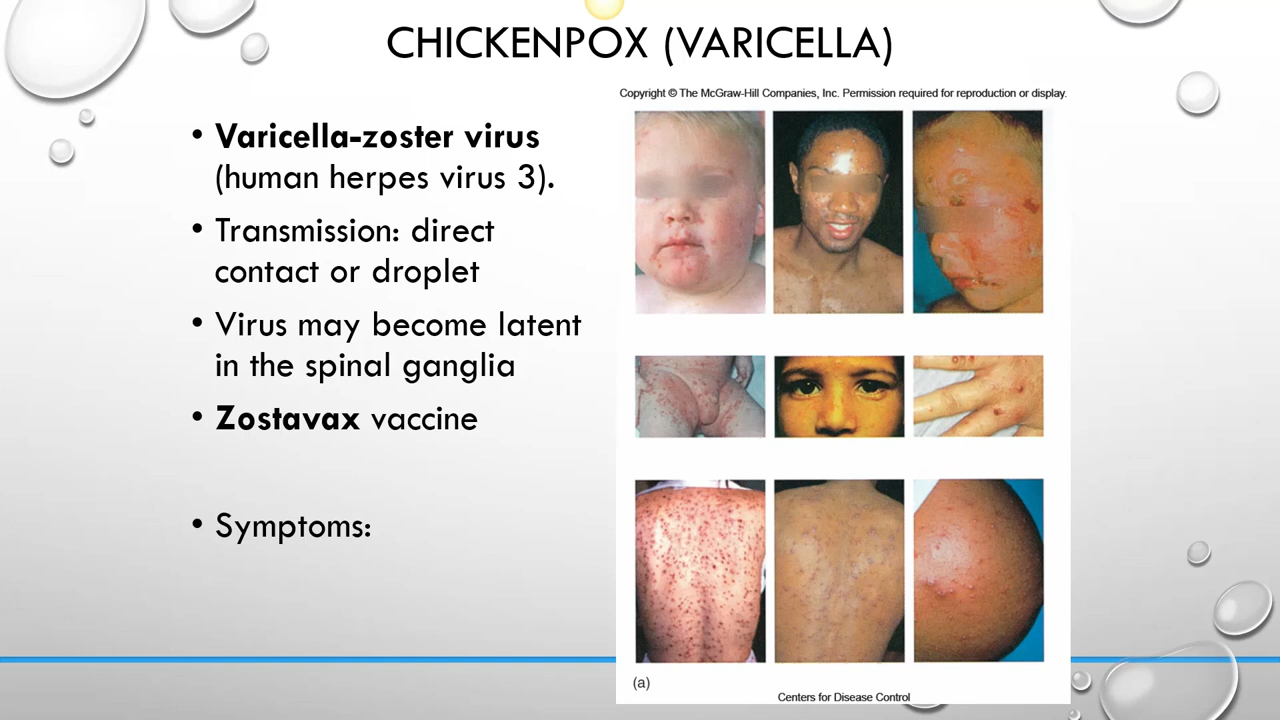 CHICKENPOX (VARICELLA)
Copyright © The McGraw-Hill Companies, Inc. Permission required for reproduction or display.
• Varicella-zoster virus
(human herpes virus 3).
• Transmission: direct
contact or droplet
• Virus may become latent
in the spinal ganglia
• Zostavax vaccine
• Symptoms:
(a)
Centers for Disease Control